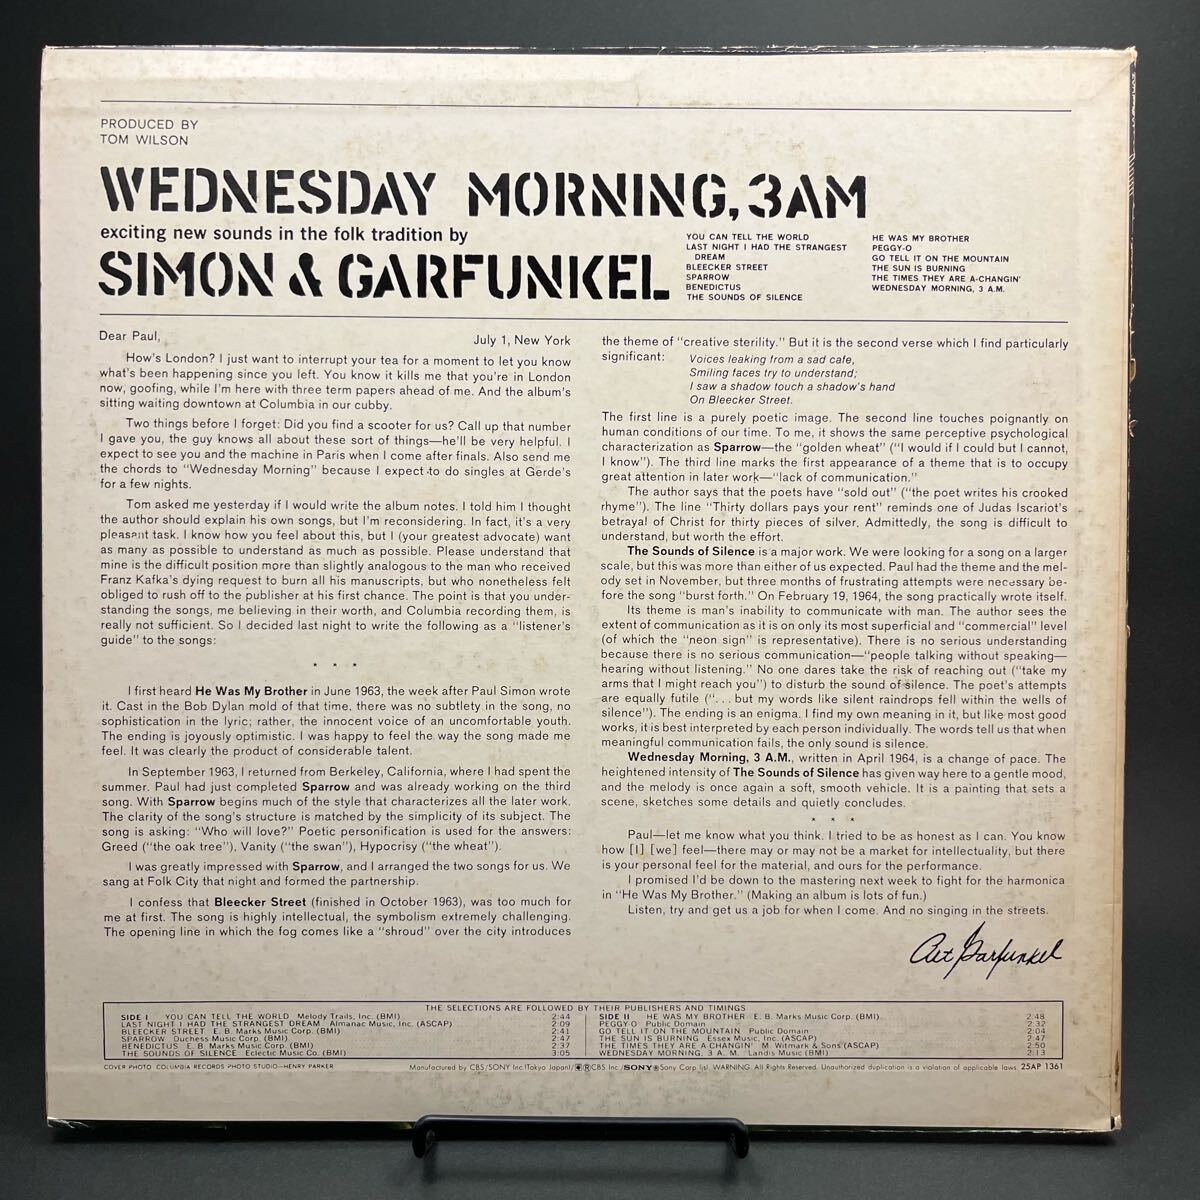 PRODUCED BY
TOM WILSON
WEDNESDAY MORNING, 3AM
exciting new sounds in the folk tradition by
SIMON & GARFUNKEL
YOU CAN TELL THE WORLD
LAST NIGHT I HAD THE STRANGEST
DREAM
BLEECKER STREET
SPARROW
BENEDICTUS
THE SOUNDS OF SILENCE
HE WAS MY BROTHER
PEGGY-O
GO TELL IT ON THE MOUNTAIN
THE SUN IS BURNING
THE TIMES THEY ARE A-CHANGIN'
WEDNESDAY MORNING, 3 A.M.
Dear Paul,
July 1, New York
How's London? I just want to interrupt your tea for a moment to let you know
what's been happening since you left. You know it kills me that you're in London
now, goofing, while I'm here with three term papers ahead of me. And the album's
sitting waiting downtown at Columbia in our cubby.
Two things before I forget: Did you find a scooter for us? Call up that number
I gave you, the guy knows all about these sort of things—he'll be very helpful. I
expect to see you and the machine in Paris when I come after finals. Also send me
the chords to "Wednesday Morning" because I expect to do singles at Gerde's
for a few nights.
Tom asked me yesterday if I would write the album notes. I told him I thought
the author should explain his own songs, but I'm reconsidering. In fact, it's a very
pleasant task. I know how you feel about this, but I (your greatest advocate) want
as many as possible to understand as much as possible. Please understand that
mine is the difficult position more than slightly analogous to the man who received
Franz Kafka's dying request to burn all his manuscripts, but who nonetheless felt
obliged to rush off to the publisher at his first chance. The point is that you under-
standing the songs, me believing in their worth, and Columbia recording them, is
really not sufficient. So I decided last night to write the following as a "listener's
guide" to the songs:
* * *
I first heard He Was My Brother in June 1963, the week after Paul Simon wrote
it. Cast in the Bob Dylan mold of that time, there was no subtlety in the song, no
sophistication in the lyric; rather, the innocent voice of an uncomfortable youth.
The ending is joyously optimistic. I was happy to feel the way the song made me
feel. It was clearly the product of considerable talent.
In September 1963, I returned from Berkeley, California, where I had spent the
summer. Paul had just completed Sparrow and was already working on the third
song. With Sparrow begins much of the style that characterizes all the later work.
The clarity of the song's structure is matched by the simplicity of its subject. The
song is asking: "Who will love?" Poetic personification is used for the answers:
Greed ("the oak tree"), Vanity ("the swan"), Hypocrisy ("the wheat").
I was greatly impressed with Sparrow, and I arranged the two songs for us. We
sang at Folk City that night and formed the partnership.
I confess that Bleecker Street (finished in October 1963), was too much for
me at first. The song is highly intellectual, the symbolism extremely challenging.
The opening line in which the fog comes like a "shroud" over the city introduces
the theme of "creative sterility." But it is the second verse which I find particularly
significant: Voices leaking from a sad cafe,
Smiling faces try to understand;
I saw a shadow touch a shadow's hand
On Bleecker Street.
The first line is a purely poetic image. The second line touches poignantly on
human conditions of our time. To me, it shows the same perceptive psychological
characterization as Sparrow—the "golden wheat" ("I would if I could but I cannot,
I know"). The third line marks the first appearance of a theme that is to occupy
great attention in later work—"lack of communication."
The author says that the poets have "sold out" ("the poet writes his crooked
rhyme"). The line "Thirty dollars pays your rent" reminds one of Judas Iscariot's
betrayal of Christ for thirty pieces of silver. Admittedly, the song is difficult to
understand, but worth the effort.
The Sounds of Silence is a major work. We were looking for a song on a larger
scale, but this was more than either of us expected. Paul had the theme and the mel-
ody set in November, but three months of frustrating attempts were necessary be-
fore the song "burst forth." On February 19, 1964, the song practically wrote itself.
Its theme is man's inability to communicate with man. The author sees the
extent of communication as it is on only its most superficial and "commercial" level
(of which the "neon sign" is representative). There is no serious understanding
because there is no serious communication—"people talking without speaking—
hearing without listening." No one dares take the risk of reaching out ("take my
arms that I might reach you") to disturb the sound of silence. The poet's attempts
are equally futile ("...but my words like silent raindrops fell within the wells of
silence"). The ending is an enigma. I find my own meaning in it, but like most good
works, it is best interpreted by each person individually. The words tell us that when
meaningful communication fails, the only sound is silence.
Wednesday Morning, 3 A.M., written in April 1964, is a change of pace. The
heightened intensity of The Sounds of Silence has given way here to a gentle mood,
and the melody is once again a soft, smooth vehicle. It is a painting that sets a
scene, sketches some details and quietly concludes.
* * *
Paul—let me know what you think. I tried to be as honest as I can. You know
how [I] [we] feel—there may or may not be a market for intellectuality, but there
is your personal feel for the material, and ours for the performance.
I promised I'd be down to the mastering next week to fight for the harmonica
in "He Was My Brother." (Making an album is lots of fun.)
Listen, try and get us a job for when I come. And no singing in the streets.
Art Garfunkel
THE SELECTIONS ARE FOLLOWED BY THEIR PUBLISHERS AND TIMINGS
SIDE I YOU CAN TELL THE WORLD Melody Trails, Inc. (BMI) 2:44
LAST NIGHT I HAD THE STRANGEST DREAM Almanac Music, Inc. (ASCAP) 2:09
BLEECKER STREET E. B. Marks Music Corp. (BMI) 2:41
SPARROW Duchess Music Corp. (BMI) 2:47
BENEDICTUS E. B. Marks Music Corp. (BMI) 2:37
THE SOUNDS OF SILENCE Eclectic Music Co. (BMI) 3:05
SIDE II HE WAS MY BROTHER E. B. Marks Music Corp. (BMI) 2:48
PEGGY-O Public Domain 2:32
GO TELL IT ON THE MOUNTAIN Public Domain 2:04
THE SUN IS BURNING Essex Music, Inc. (ASCAP) 2:47
THE TIMES THEY ARE A-CHANGIN' M. Witmark & Sons (ASCAP) 2:50
WEDNESDAY MORNING, 3 A. M. Landis Music (BMI) 2:13
COVER PHOTO: COLUMBIA RECORDS PHOTO STUDIO—HENRY PARKER
Manufactured by CBS/SONY Inc. (Tokyo Japan)/ ® CBS Inc./SONY ® Sony Corp. WARNING: All Rights Reserved. Unauthorized duplication is a violation of applicable laws. 25AP 1361